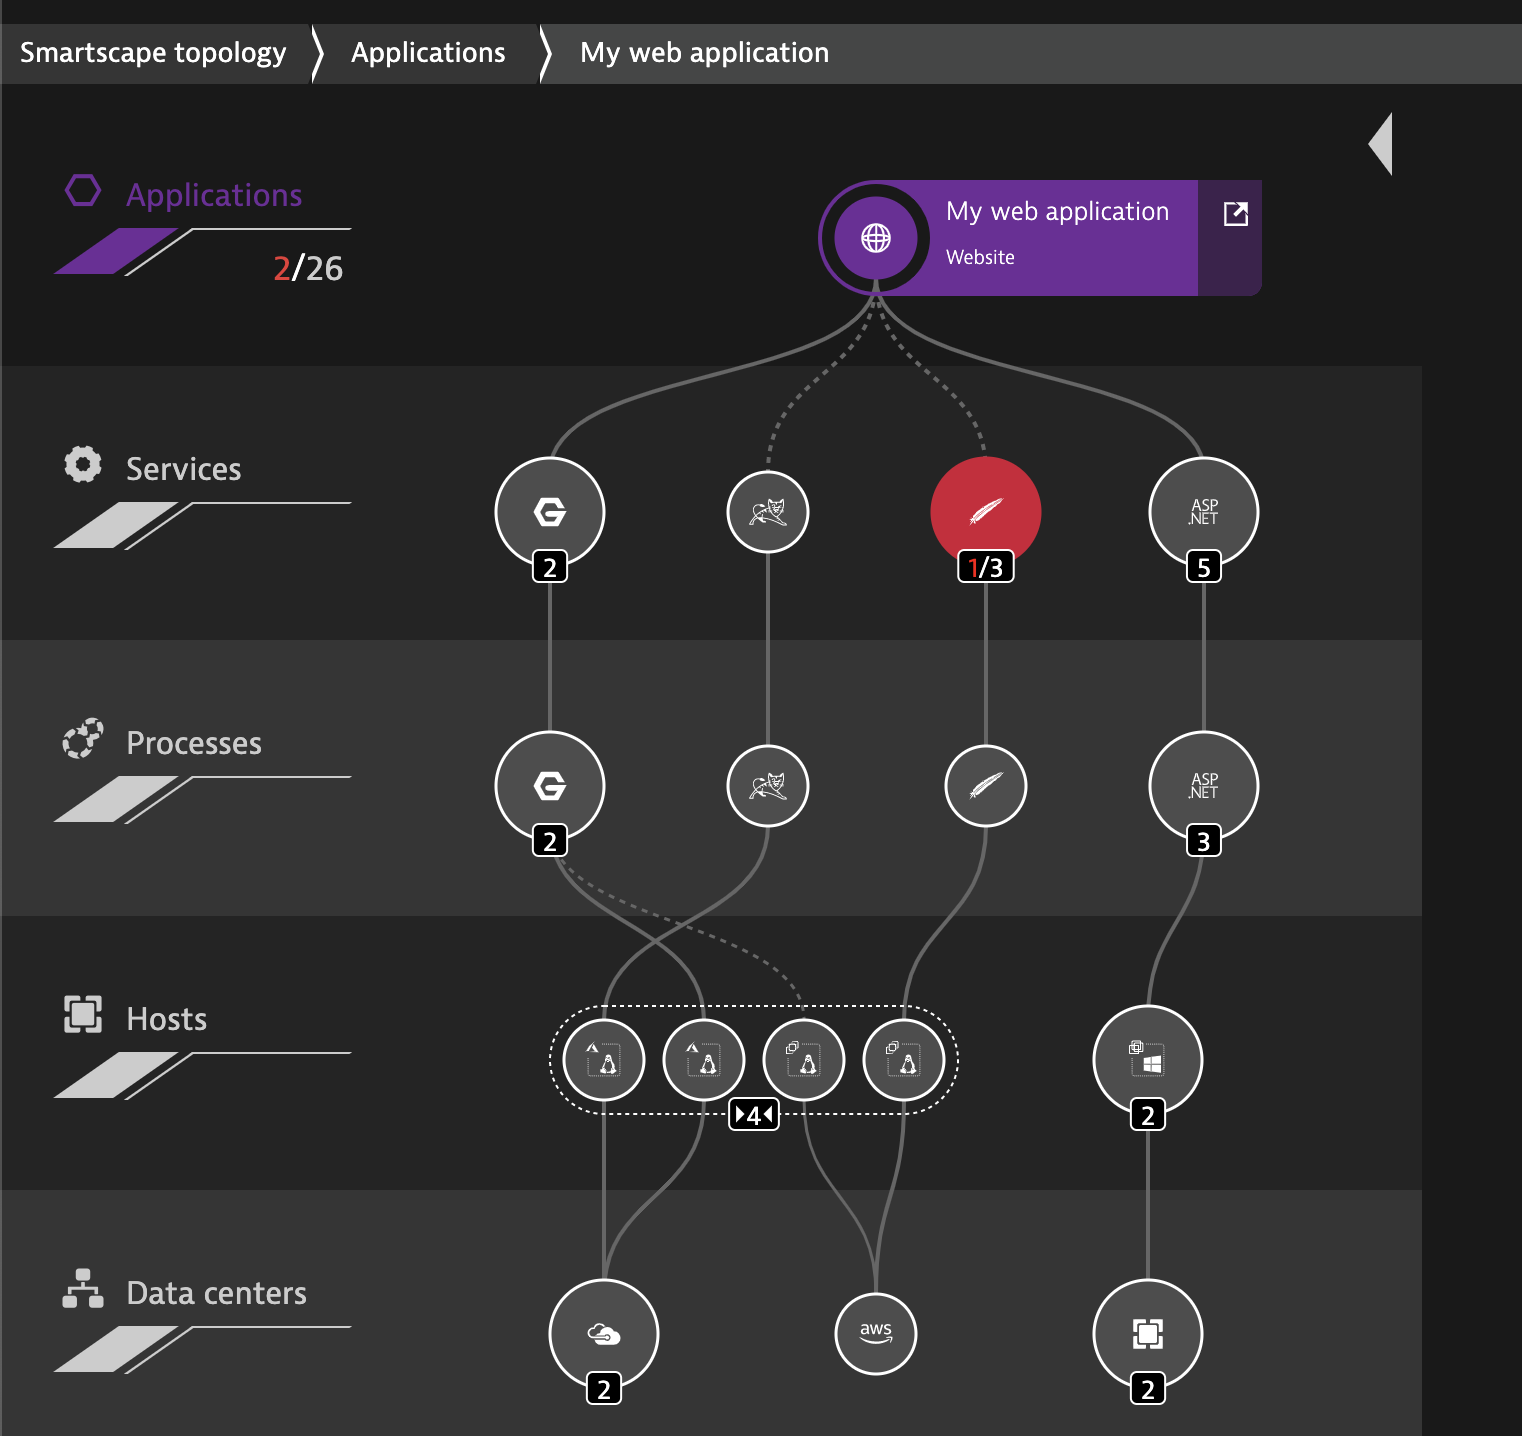 Smartscape topology
Applications
My web application
Applications
2/26
My web application
Website
Services
ASP
.NET
2
1/3
5
Processes
ASP
.NET
2
3
Hosts
4
2
Data centers
aws
2
2